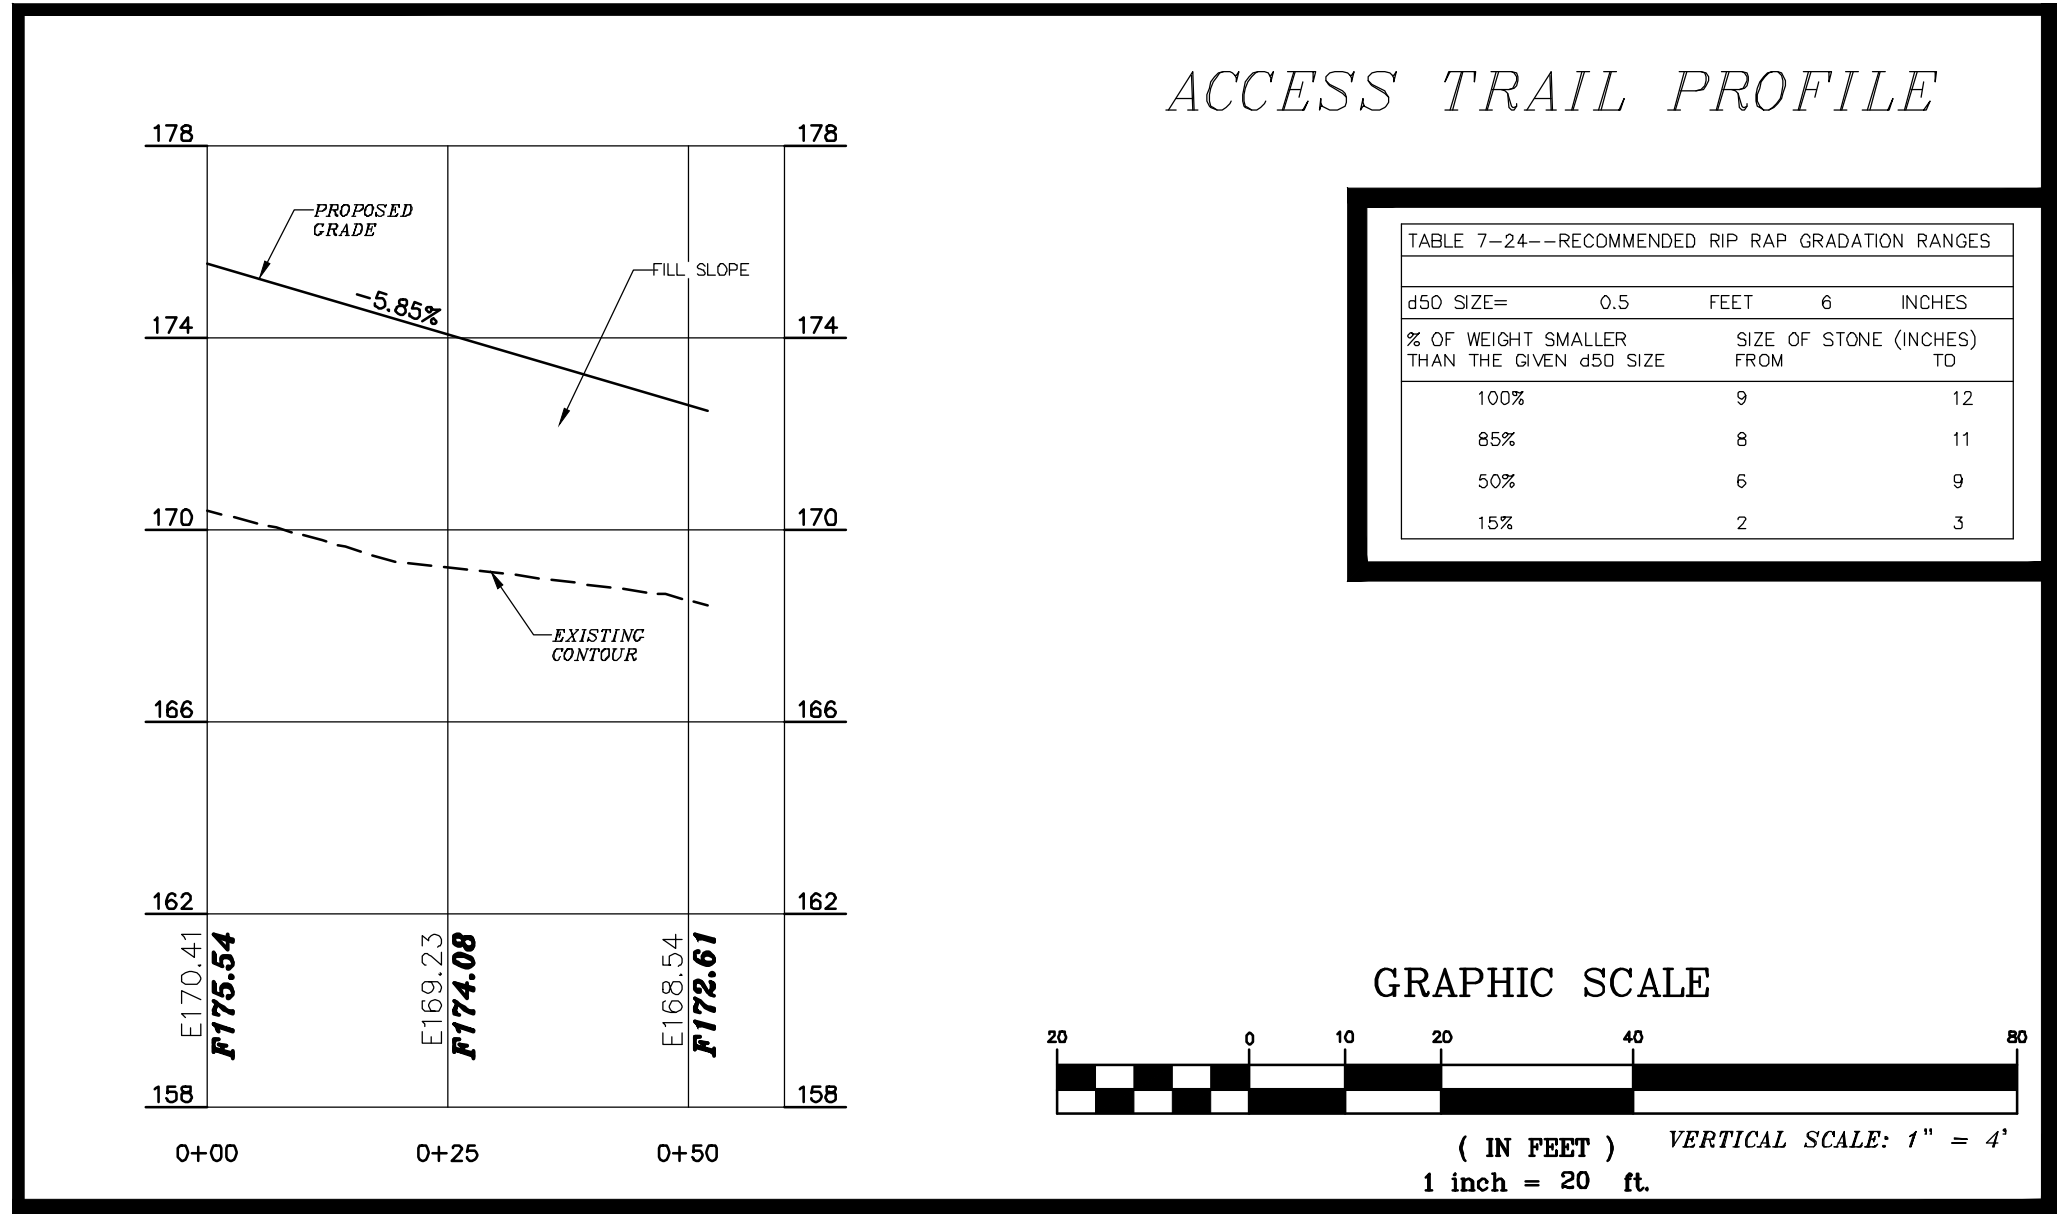 ACCESS TRAIL PROFILE
178 178
PROPOSED
GRADE
FILL SLOPE
-5.85%
174 174
170 170
EXISTING
CONTOUR
166 166
162 162
E170.41
F175.54
E169.23
F174.08
E168.54
F172.61
158 158
0+00 0+25 0+50
TABLE 7-24--RECOMMENDED RIP RAP GRADATION RANGES
d50 SIZE= 0.5 FEET 6 INCHES
% OF WEIGHT SMALLER SIZE OF STONE (INCHES)
THAN THE GIVEN d50 SIZE FROM TO
100% 9 12
85% 8 11
50% 6 9
15% 2 3
GRAPHIC SCALE
20 0 10 20 40 80
( IN FEET )
1 inch = 20 ft.
VERTICAL SCALE: 1" = 4'